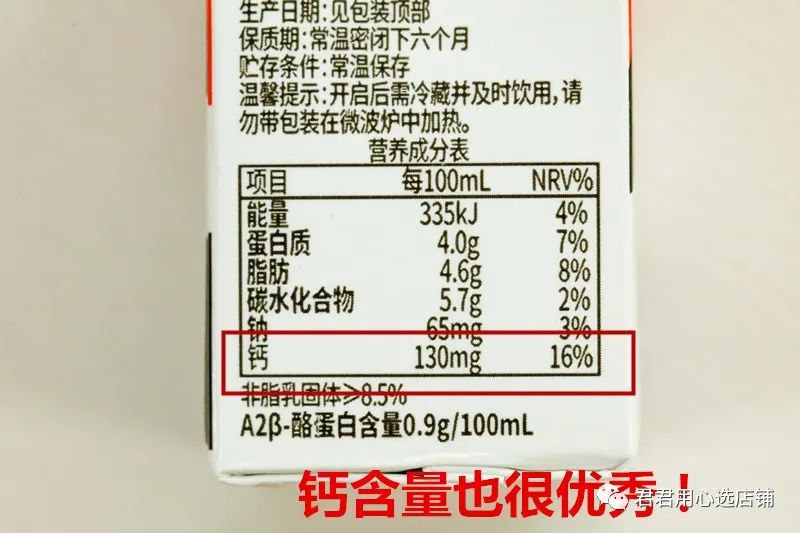 生产日期:见包装顶部
保质期:常温密闭下六个月
贮存条件:常温保存
温馨提示:开启后需冷藏并及时饮用,请
勿带包装在微波炉中加热。
营养成分表
项目 每100mL NRV%
能量 335kJ 4%
蛋白质 4.0g 7%
脂肪 4.6g 8%
碳水化合物 5.7g 2%
钠 65mg 3%
钙 130mg 16%
非脂乳固体≥8.5%
A2β-酪蛋白含量0.9g/100mL
钙含量也很优秀!
君君用心选店铺